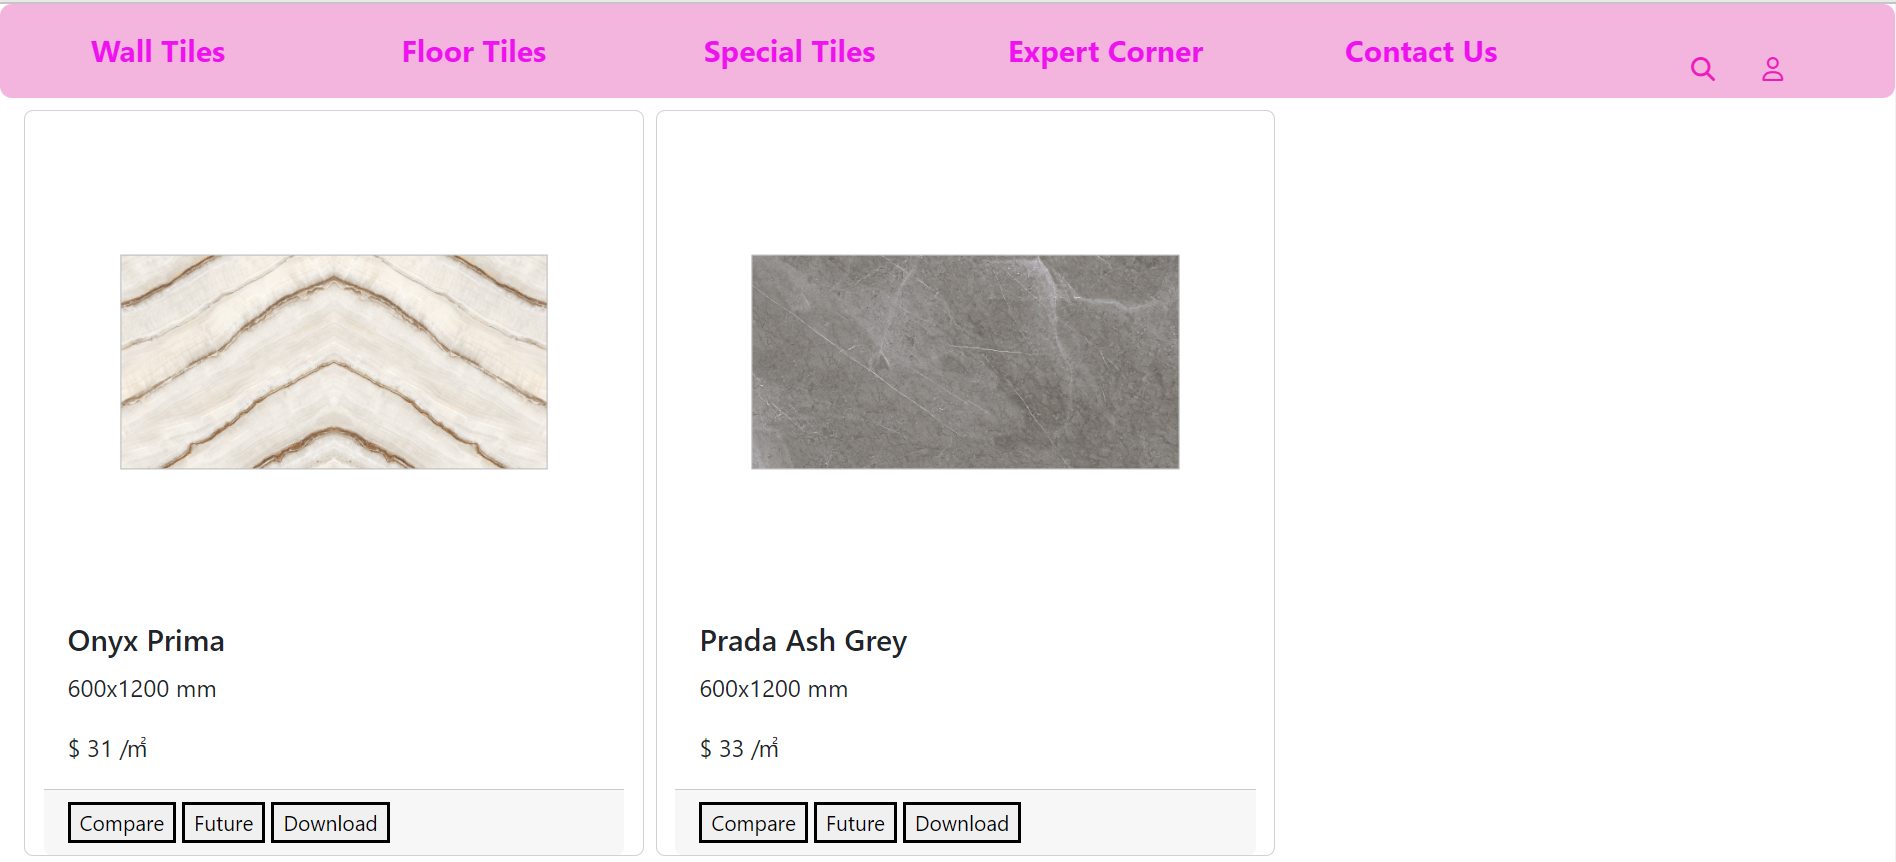 Wall Tiles Floor Tiles Special Tiles Expert Corner Contact Us
Onyx Prima
600x1200 mm
$ 31 /㎡
Compare Future Download
Prada Ash Grey
600x1200 mm
$ 33 /㎡
Compare Future Download